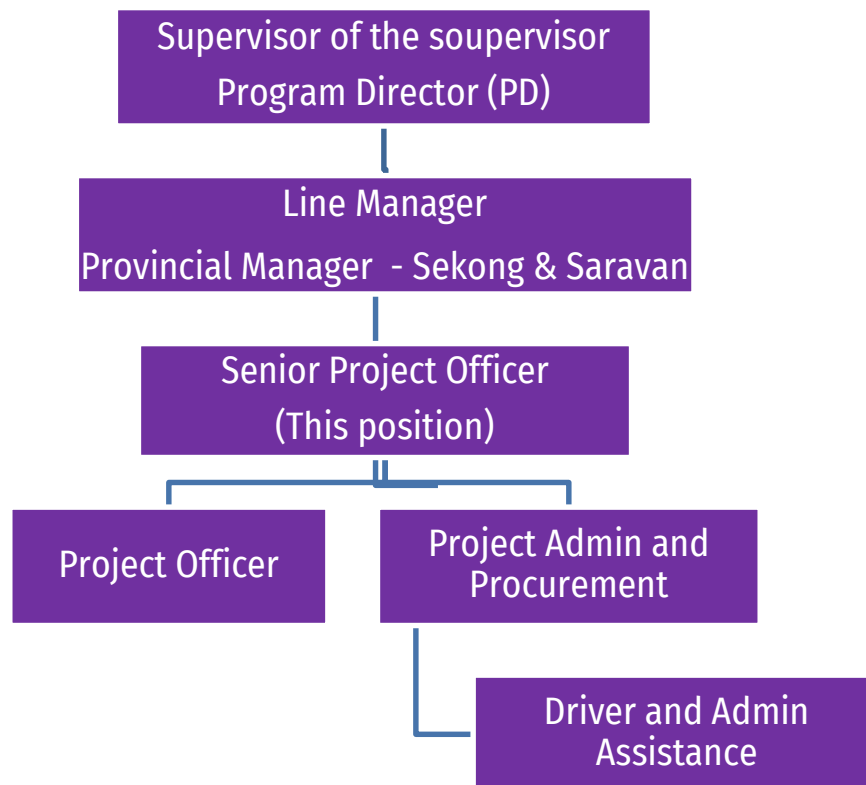 Supervisor of the soupervisor
Program Director (PD)
Line Manager
Provincial Manager - Sekong & Saravan
Senior Project Officer
(This position)
Project Officer
Project Admin and
Procurement
Driver and Admin
Assistance